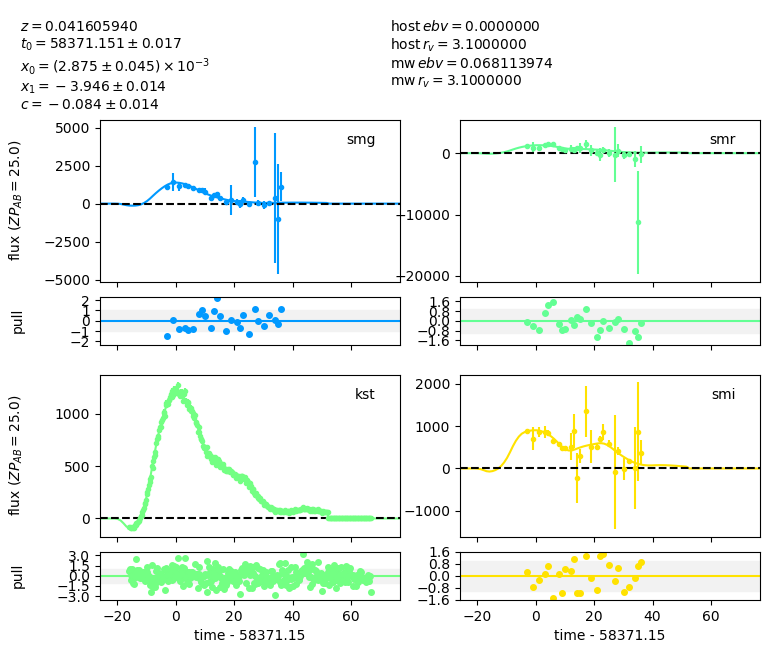 z = 0.041605940
t0 = 58371.151 ± 0.017
x0 = (2.875 ± 0.045) × 10^−3
x1 = −3.946 ± 0.014
c = −0.084 ± 0.014
host ebv = 0.0000000
host rv = 3.1000000
mw ebv = 0.068113974
mw rv = 3.1000000
smg
5000
2500
0
−2500
−5000
flux (ZP_AB = 25.0)
smr
0
−10000
−20000
2
1
0
−1
−2
pull
1.6
0.8
0.0
−0.8
−1.6
kst
1000
500
0
flux (ZP_AB = 25.0)
smi
2000
1000
0
−1000
3.0
1.5
0.0
−1.5
−3.0
pull
−20 0 20 40 60
time - 58371.15
1.6
0.8
0.0
−0.8
−1.6
−20 0 20 40 60
time - 58371.15